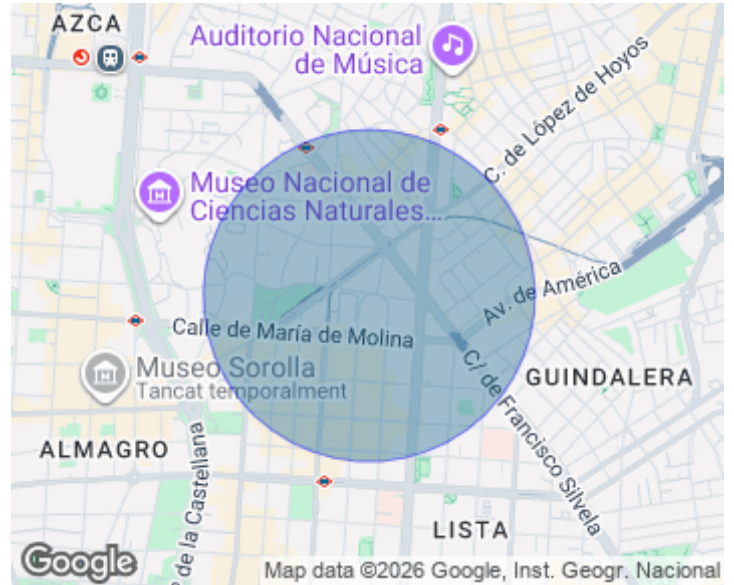 AZCA
Auditorio Nacional
de Música
C. de López de Hoyos
Museo Nacional de
Ciencias Naturales...
Av. de América
Calle de María de Molina
Museo Sorolla
Tancat temporalment
GUINDALERA
C/ de Francisco Silvela
ALMAGRO
de la Castellana
LISTA
Google
Map data ©2026 Google, Inst. Geogr. Nacional